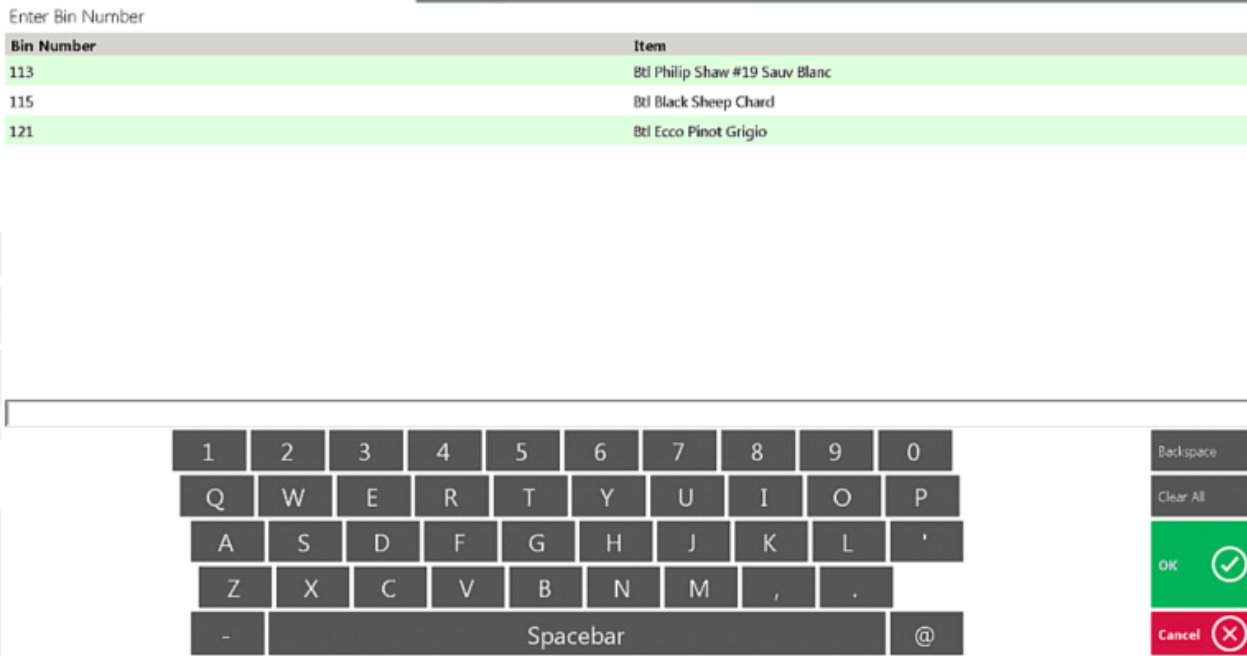 Enter Bin Number
Bin Number Item
113 Btl Philip Shaw #19 Sauv Blanc
115 Btl Black Sheep Chard
121 Btl Ecco Pinot Grigio
1 2 3 4 5 6 7 8 9 0 Backspace
Q W E R T Y U I O P Clear All
A S D F G H J K L '
Z X C V B N M , . OK
- Spacebar @ Cancel